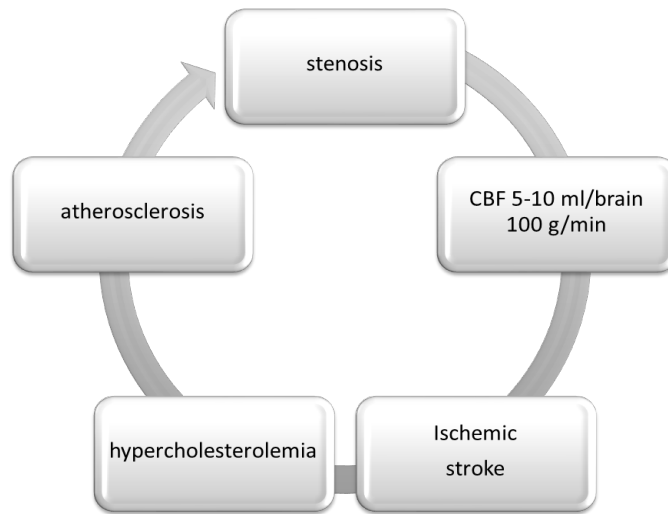 stenosis
CBF 5-10 ml/brain
100 g/min
Ischemic
stroke
hypercholesterolemia
atherosclerosis